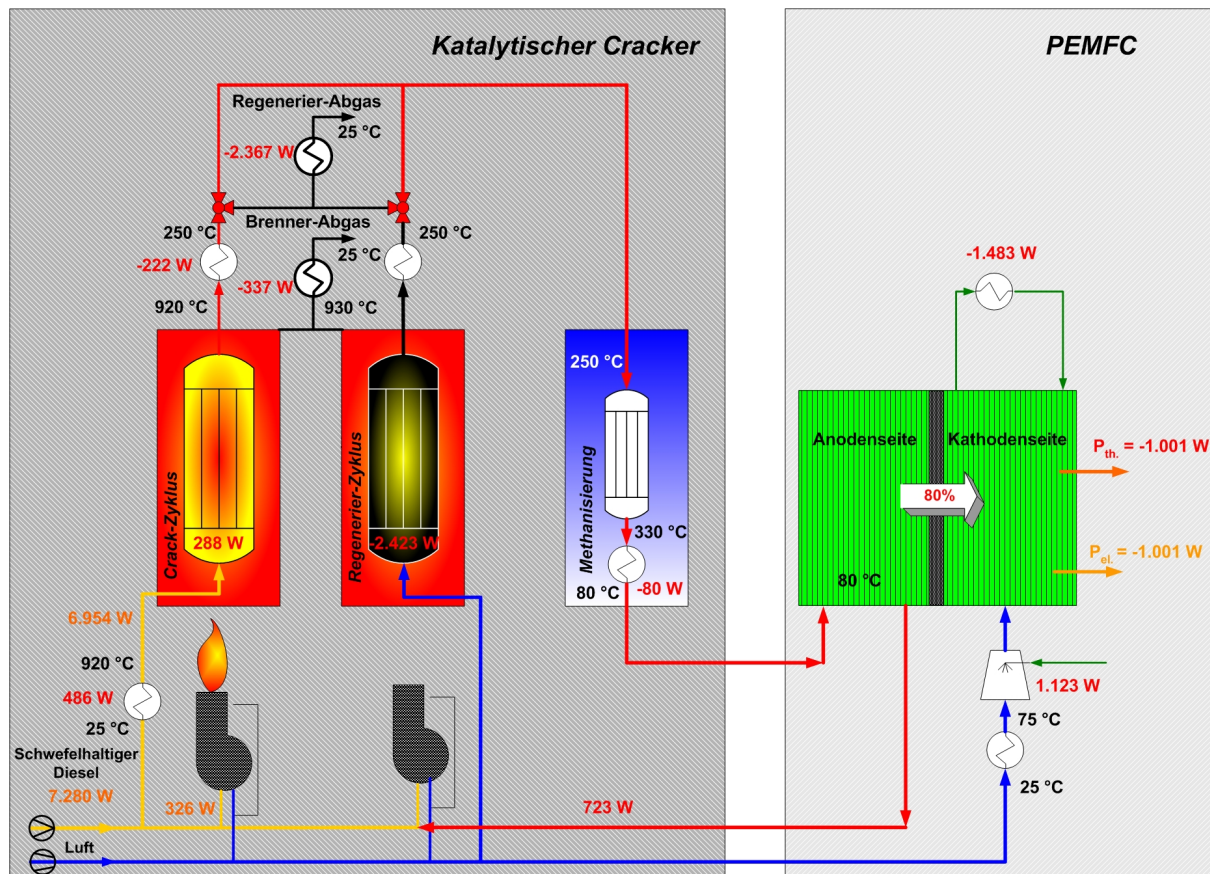 Katalytischer Cracker
PEMFC
Regenerier-Abgas
25 °C
-2.367 W
Brenner-Abgas
250 °C
25 °C
250 °C
-222 W
-337 W
920 °C
930 °C
-1.483 W
250 °C
Crack-Zyklus
288 W
Regenerier-Zyklus
-2.423 W
Methanisierung
330 °C
80 °C
-80 W
Anodenseite
Kathodenseite
80%
80 °C
Pth. = -1.001 W
Pel. = -1.001 W
6.954 W
920 °C
486 W
25 °C
Schwefelhaltiger
Diesel
7.280 W
326 W
723 W
1.123 W
75 °C
25 °C
Luft